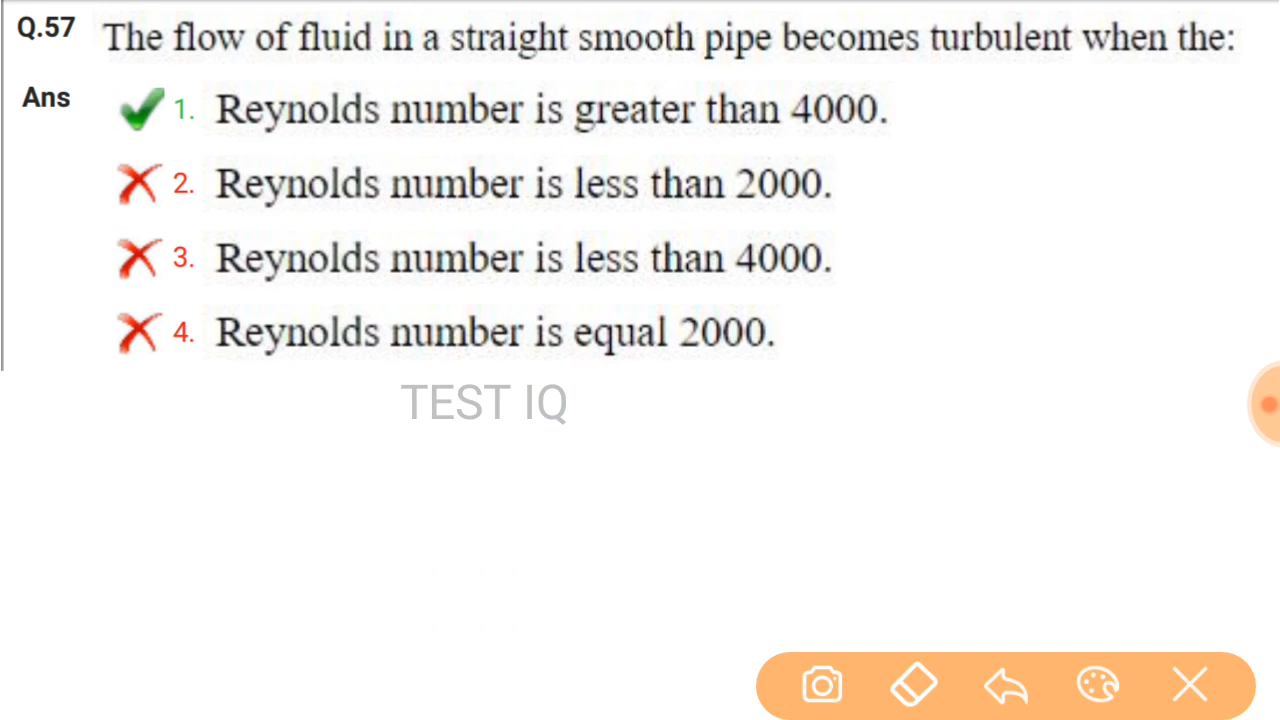 Q.57 The flow of fluid in a straight smooth pipe becomes turbulent when the:
Ans 1. Reynolds number is greater than 4000.
2. Reynolds number is less than 2000.
3. Reynolds number is less than 4000.
4. Reynolds number is equal 2000.
TEST IQ